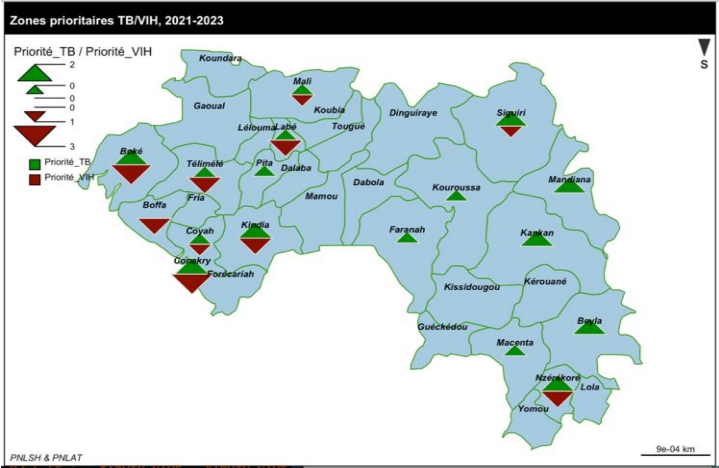 Zones prioritaires TB/VIH, 2021-2023
Priorité_TB / Priorité_VIH
2
0
0
0
1
3
Priorité_TB
Priorité_VIH
S
Koundara
Mali
Gaoual
Koubia
Dinguiraye
Siguiri
Lélouma
Labé
Tougué
Boké
Télimélé
Pita
Dalaba
Dabola
Mandiana
Kouroussa
Fria
Mamou
Boffa
Coyah
Kindia
Faranah
Kankan
Conakry
Forécariah
Kissidougou
Kérouané
Guéckédou
Beyla
Macenta
Nzérékoré
Lola
Yomou
9e-04 km
PNLSH & PNLAT